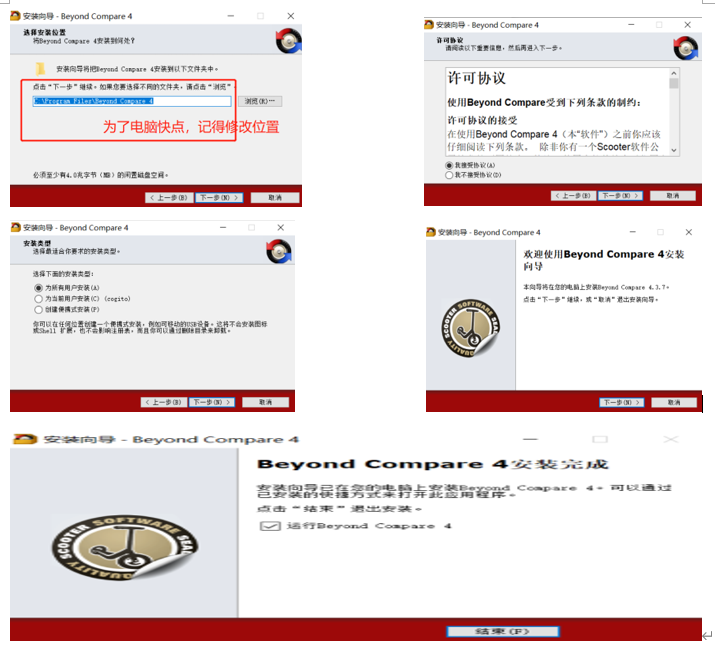 安装向导 - Beyond Compare 4
选择安装位置
将Beyond Compare 4安装到何处?
安装向导将把Beyond Compare 4安装到以下文件夹中。
点击“下一步”继续。如果您要选择不同的文件夹，请点击“浏览”。
C:\Program Files\Beyond Compare 4
浏览(R)...
为了电脑快点，记得修改位置
必须至少有4.0兆字节（MB）的闲置磁盘空间。
< 上一步(B)
下一步(N) >
取消
安装向导 - Beyond Compare 4
许可协议
请阅读以下重要信息，然后再进入下一步。
许可协议
使用Beyond Compare受到下列条款的制约：
许可协议的接受
在使用Beyond Compare 4（本“软件”）之前你应该
仔细阅读下列条款。 除非你有一个Scooter软件公
我接受协议(A)
我不接受协议(D)
< 上一步(B)
下一步(N) >
取消
安装向导 - Beyond Compare 4
安装类型
选择最适合你要求的安装类型。
选择下面的安装类型:
为所有用户安装(A)
为当前用户安装(C) (cogito)
创建便携式安装(P)
你可以在任何位置创建一个便携式安装，例如可移动的USB设备。这将不会安装图标
或Shell 扩展，也不会影响注册表。而且你可以通过删除目录来卸载。
< 上一步(B)
下一步(N) >
取消
安装向导 - Beyond Compare 4
欢迎使用Beyond Compare 4安装
向导
本向导将在您的电脑上安装Beyond Compare 4.3.7。
点击“下一步”继续，或“取消”退出安装向导。
SCOOTER SOFTWARE SEAL
QUALITY
下一步(N) >
取消
安装向导 - Beyond Compare 4
Beyond Compare 4安装完成
安装向导已在您的电脑上安装Beyond Compare 4。可以通过
已安装的快捷方式来打开此应用程序。
点击“结束”退出安装。
运行Beyond Compare 4
SCOOTER SOFTWARE SEAL
QUALITY
结束(F)